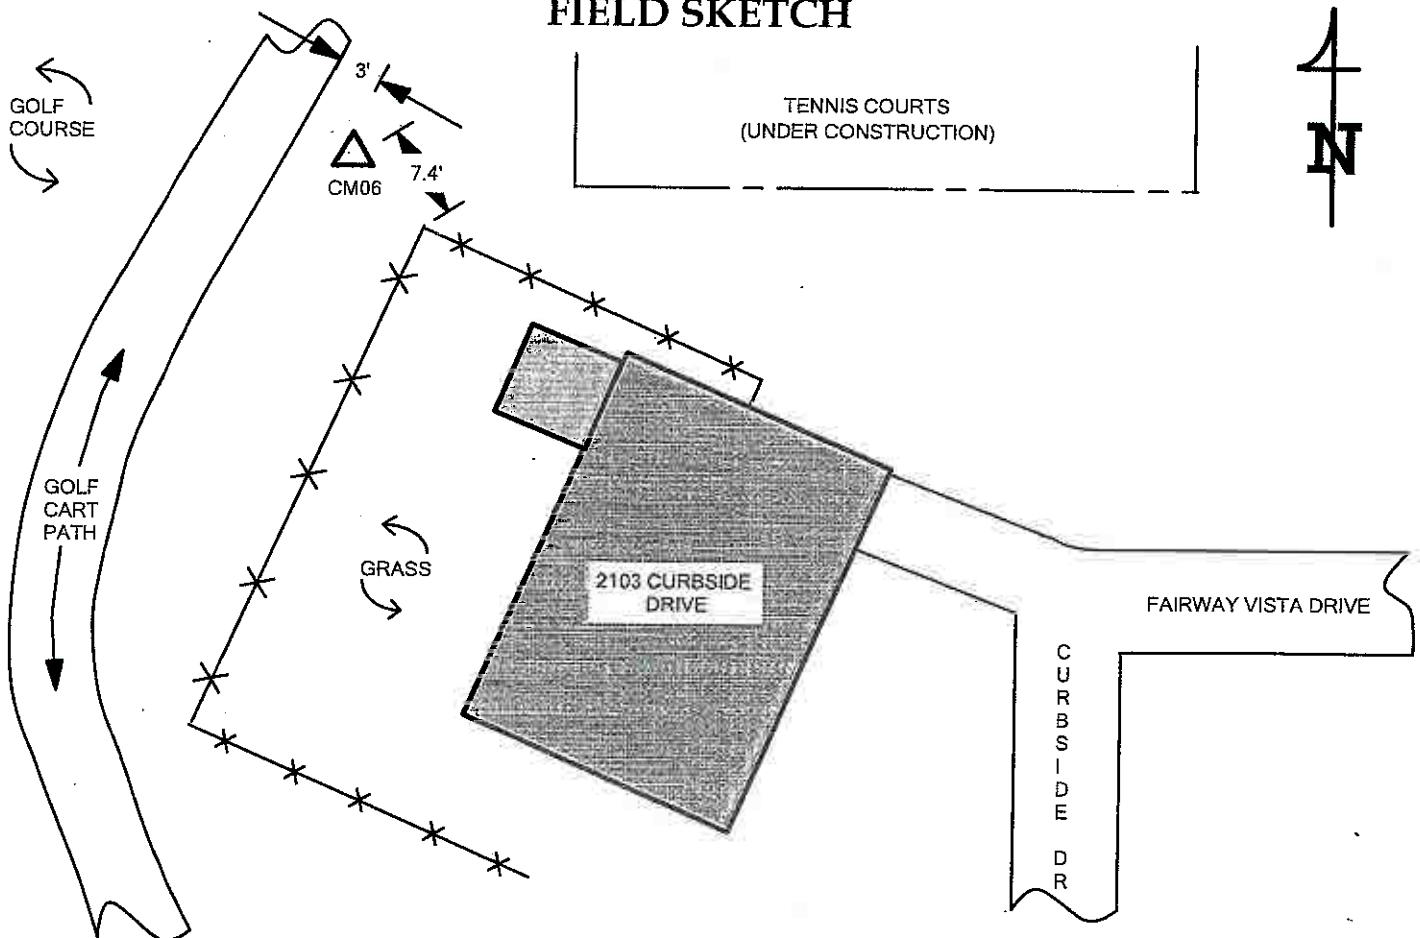 FIELD SKETCH
3'
GOLF
COURSE
TENNIS COURTS
(UNDER CONSTRUCTION)
N
CM06
7.4'
GOLF
CART
PATH
GRASS
2103 CURBSIDE
DRIVE
FAIRWAY VISTA DRIVE
CURBSIDE DR